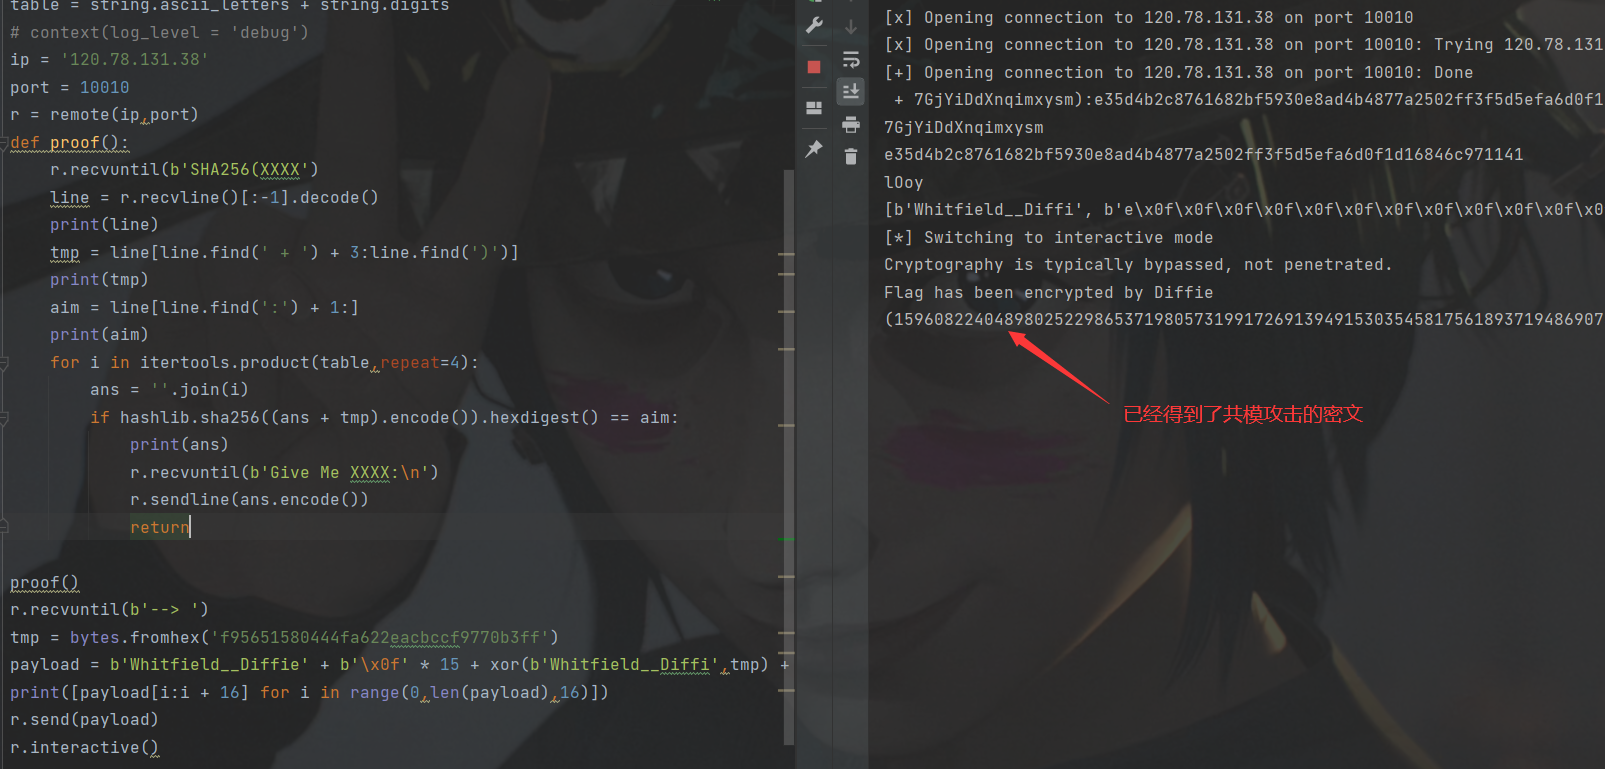 table = string.ascii_letters + string.digits
# context(log_level = 'debug')
ip = '120.78.131.38'
port = 10010
r = remote(ip,port)
def proof():
    r.recvuntil(b'SHA256(XXXX')
    line = r.recvline()[:-1].decode()
    print(line)
    tmp = line[line.find(' + ') + 3:line.find(')')]
    print(tmp)
    aim = line[line.find(':') + 1:]
    print(aim)
    for i in itertools.product(table,repeat=4):
        ans = ''.join(i)
        if hashlib.sha256((ans + tmp).encode()).hexdigest() == aim:
            print(ans)
            r.recvuntil(b'Give Me XXXX:\n')
            r.sendline(ans.encode())
            return
proof()
r.recvuntil(b'--> ')
tmp = bytes.fromhex('f95651580444fa622eacbccf9770b3ff')
payload = b'Whitfield__Diffie' + b'\x0f' * 15 + xor(b'Whitfield__Diffi',tmp) +
print([payload[i:i + 16] for i in range(0,len(payload),16)])
r.send(payload)
r.interactive()
[x] Opening connection to 120.78.131.38 on port 10010
[x] Opening connection to 120.78.131.38 on port 10010: Trying 120.78.131
[+] Opening connection to 120.78.131.38 on port 10010: Done
 + 7GjYiDdXnqimxysm):e35d4b2c8761682bf5930e8ad4b4877a2502ff3f5d5efa6d0f1
7GjYiDdXnqimxysm
e35d4b2c8761682bf5930e8ad4b4877a2502ff3f5d5efa6d0f1d16846c971141
lOoy
[b'Whitfield__Diffi', b'e\x0f\x0f\x0f\x0f\x0f\x0f\x0f\x0f\x0f\x0f\x0f\x0f\x0
[*] Switching to interactive mode
Cryptography is typically bypassed, not penetrated.
Flag has been encrypted by Diffie
(15960822404898025229865371980573199172691394915303545817561893719486907
已经得到了共模攻击的密文